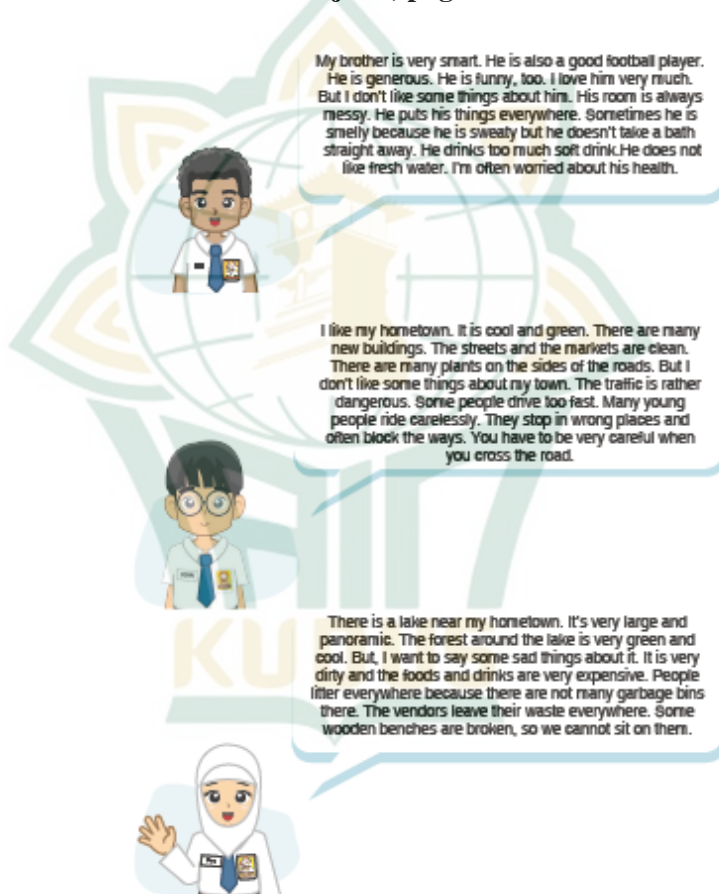 My brother is very smart. He is also a good football player.
He is generous. He is funny, too. I love him very much.
But I don't like some things about him. His room is always
messy. He puts his things everywhere. Sometimes he is
smelly because he is sweaty but he doesn't take a bath
straight away. He drinks too much soft drink.He does not
like fresh water. I'm often worried about his health.
I like my hometown. It is cool and green. There are many
new buildings. The streets and the markets are clean.
There are many plants on the sides of the roads. But I
don't like some things about my town. The traffic is rather
dangerous. Some people drive too fast. Many young
people ride carelessly. They stop in wrong places and
often block the ways. You have to be very careful when
you cross the road.
There is a lake near my hometown. It's very large and
panoramic. The forest around the lake is very green and
cool. But, I want to say some sad things about it. It is very
dirty and the foods and drinks are very expensive. People
litter everywhere because there are not many garbage bins
there. The vendors leave their waste everywhere. Some
wooden benches are broken, so we cannot sit on them.